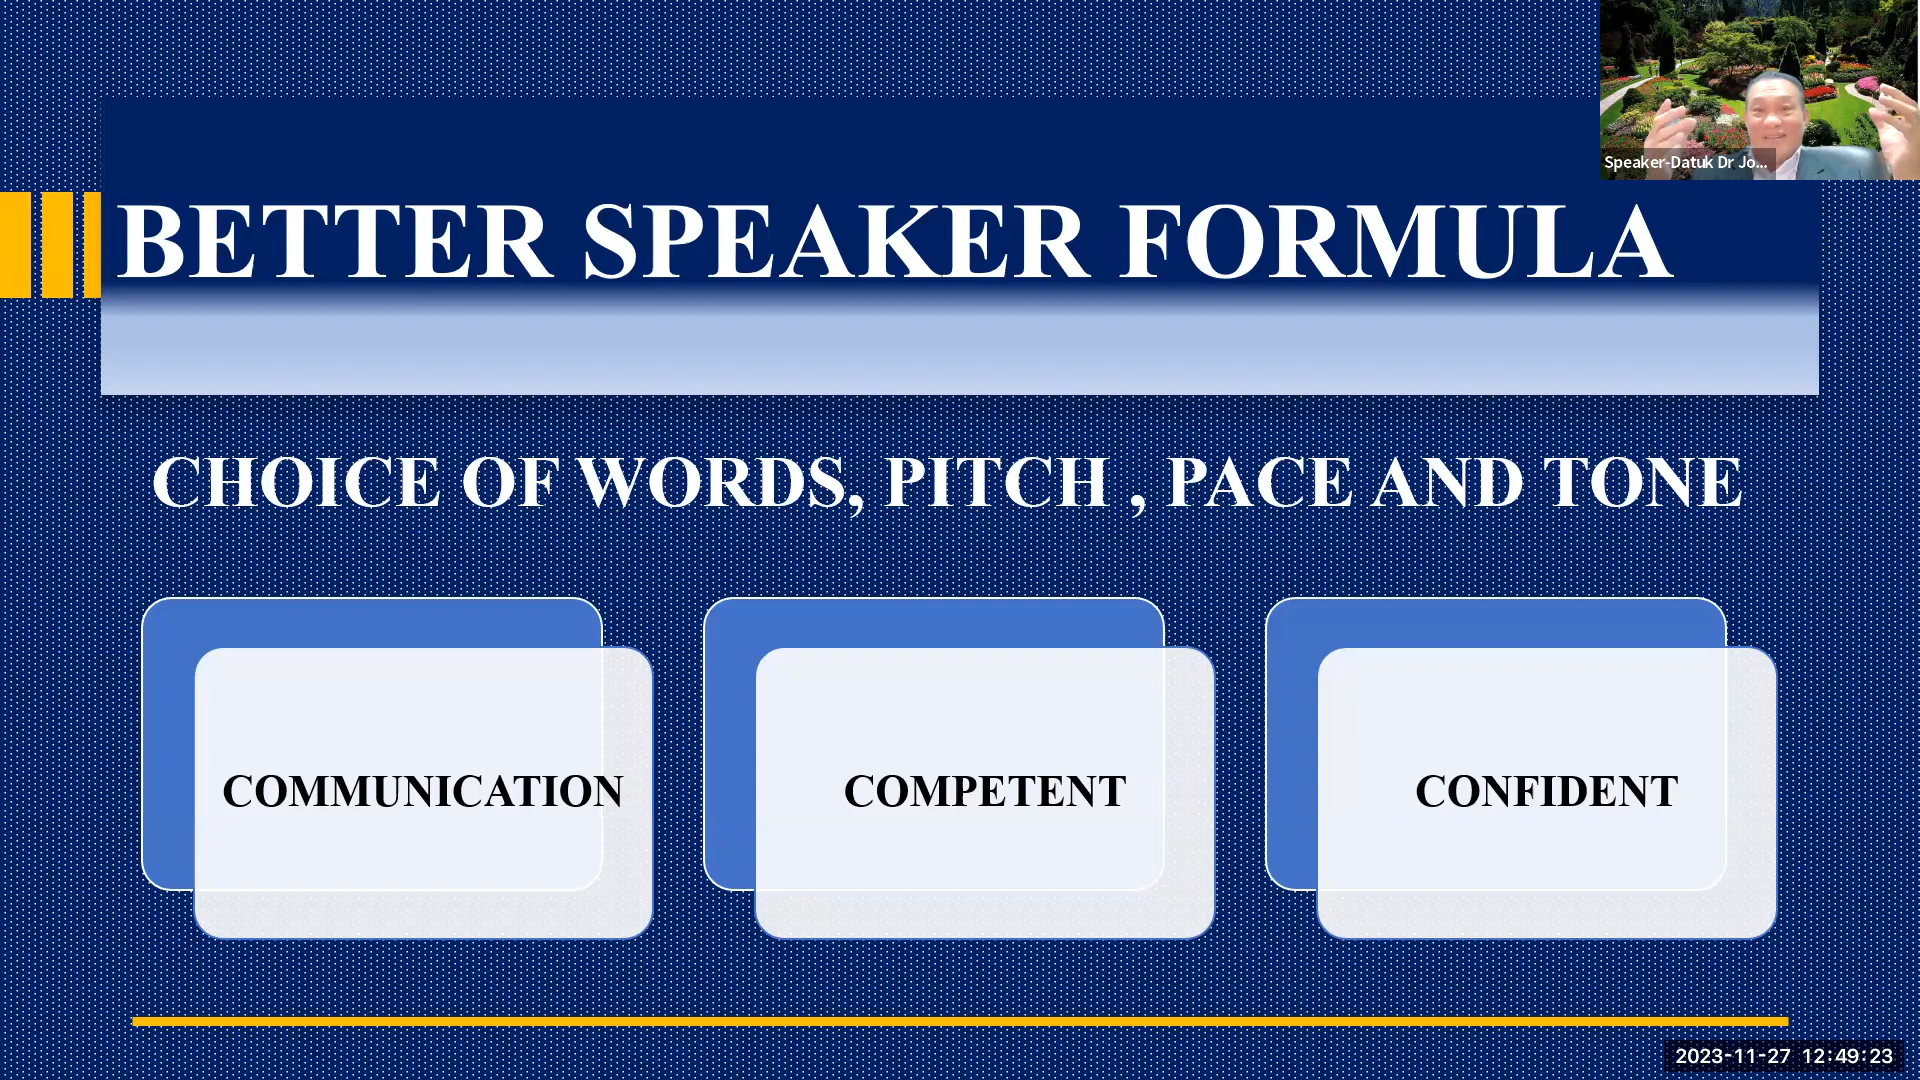 Speaker-Datuk Dr Jo...
BETTER SPEAKER FORMULA
CHOICE OF WORDS, PITCH , PACE AND TONE
COMMUNICATION
COMPETENT
CONFIDENT
2023-11-27 12:49:23